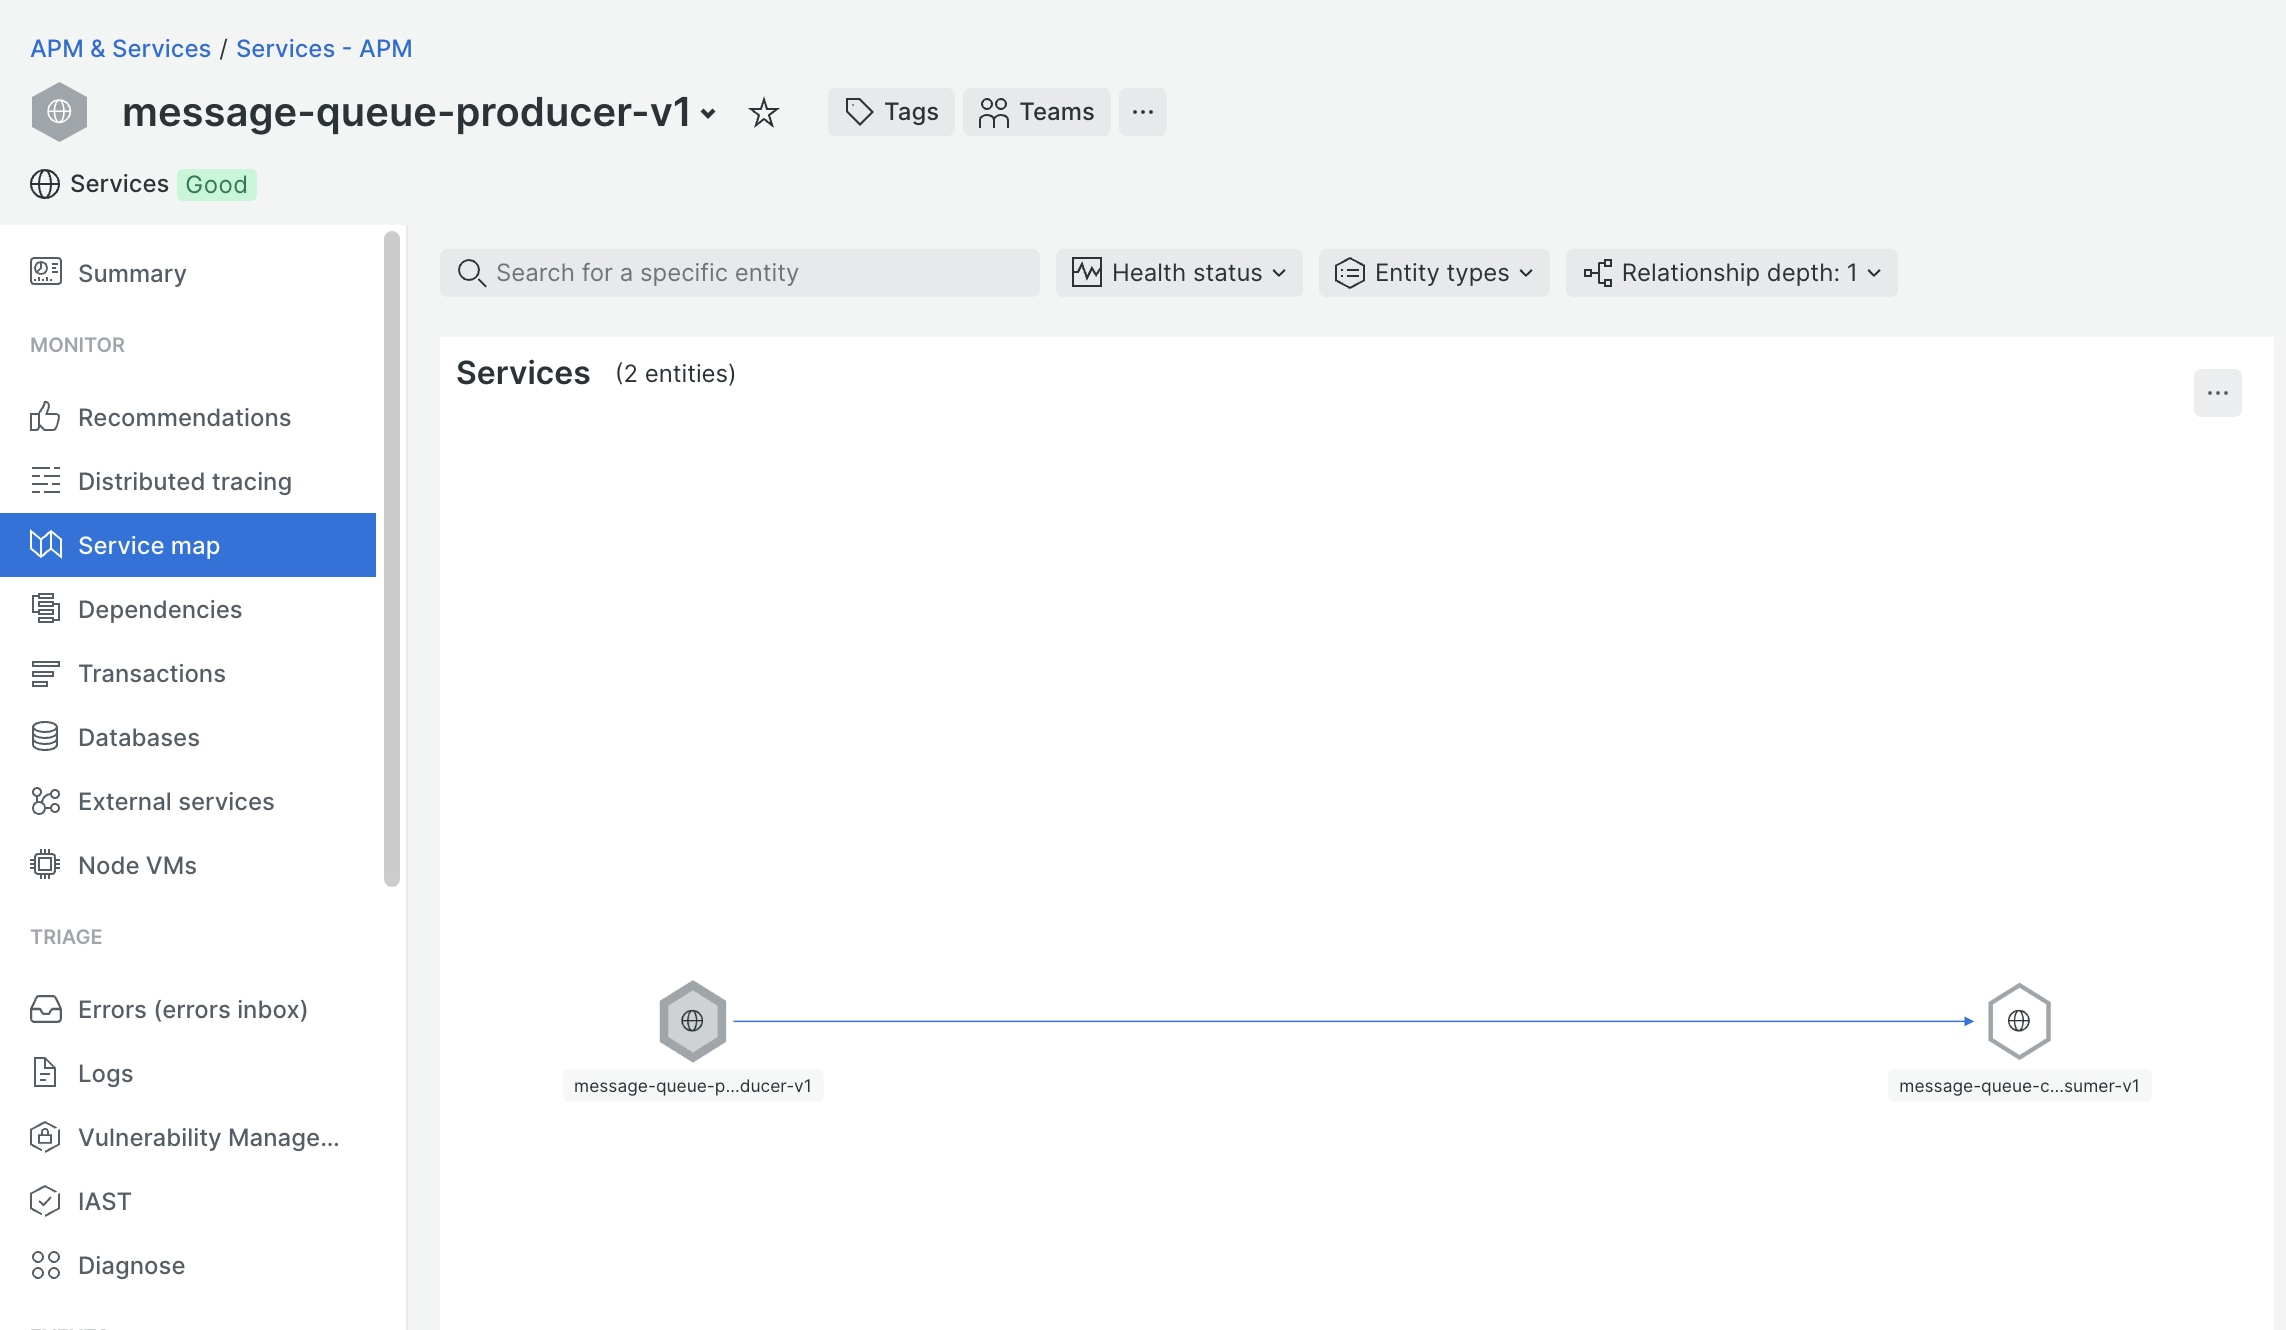 APM & Services / Services - APM
message-queue-producer-v1
Tags
Teams
...
Services Good
Summary
MONITOR
Recommendations
Distributed tracing
Service map
Dependencies
Transactions
Databases
External services
Node VMs
TRIAGE
Errors (errors inbox)
Logs
Vulnerability Manage...
IAST
Diagnose
Search for a specific entity
Health status
Entity types
Relationship depth: 1
Services (2 entities)
...
message-queue-p...ducer-v1
message-queue-c...sumer-v1